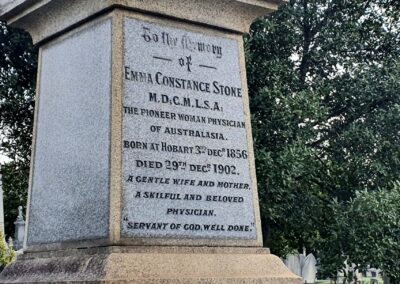 To the Memory
of
EMMA CONSTANCE STONE
M.D; C.M. L.S.A;
THE PIONEER WOMAN PHYSICIAN
OF AUSTRALASIA.
BORN AT HOBART 3RD DECR 1856
DIED 29TH DECR 1902.
A GENTLE WIFE AND MOTHER,
A SKILFUL AND BELOVED
PHYSICIAN.
"SERVANT OF GOD, WELL DONE."